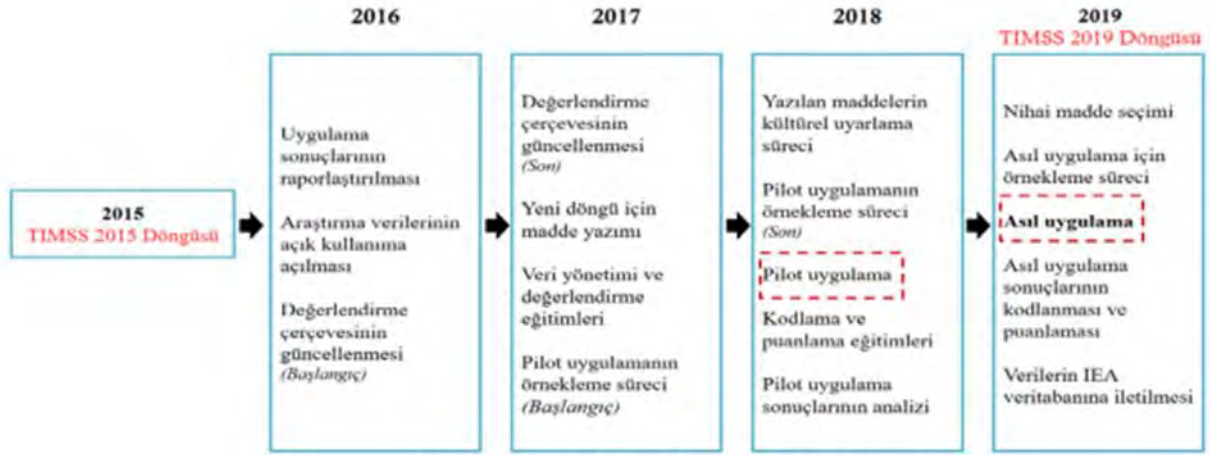 2015
TIMSS 2015 Döngüsü
2016
Uygulama
sonuçlarının
raporlaştırılması
Araştırma verilerinin
açık kullanıma
açılması
Değerlendirme
çerçevesinin
güncellenmesi
(Başlangıç)
2017
Değerlendirme
çerçevesinin
güncellenmesi
(Son)
Yeni döngü için
madde yazımı
Veri yönetimi ve
değerlendirme
eğitimleri
Pilot uygulamanın
örnekleme süreci
(Başlangıç)
2018
Yazılan maddelerin
kültürel uyarlama
süreci
Pilot uygulamanın
örnekleme süreci
(Son)
Pilot uygulama
Kodlama ve
puanlama eğitimleri
Pilot uygulama
sonuçlarının analizi
2019
TIMSS 2019 Döngüsü
Nihai madde seçimi
Asıl uygulama için
örnekleme süreci
Asıl uygulama
Asıl uygulama
sonuçlarının
kodlanması ve
puanlaması
Verilerin IEA
veritabanına iletilmesi